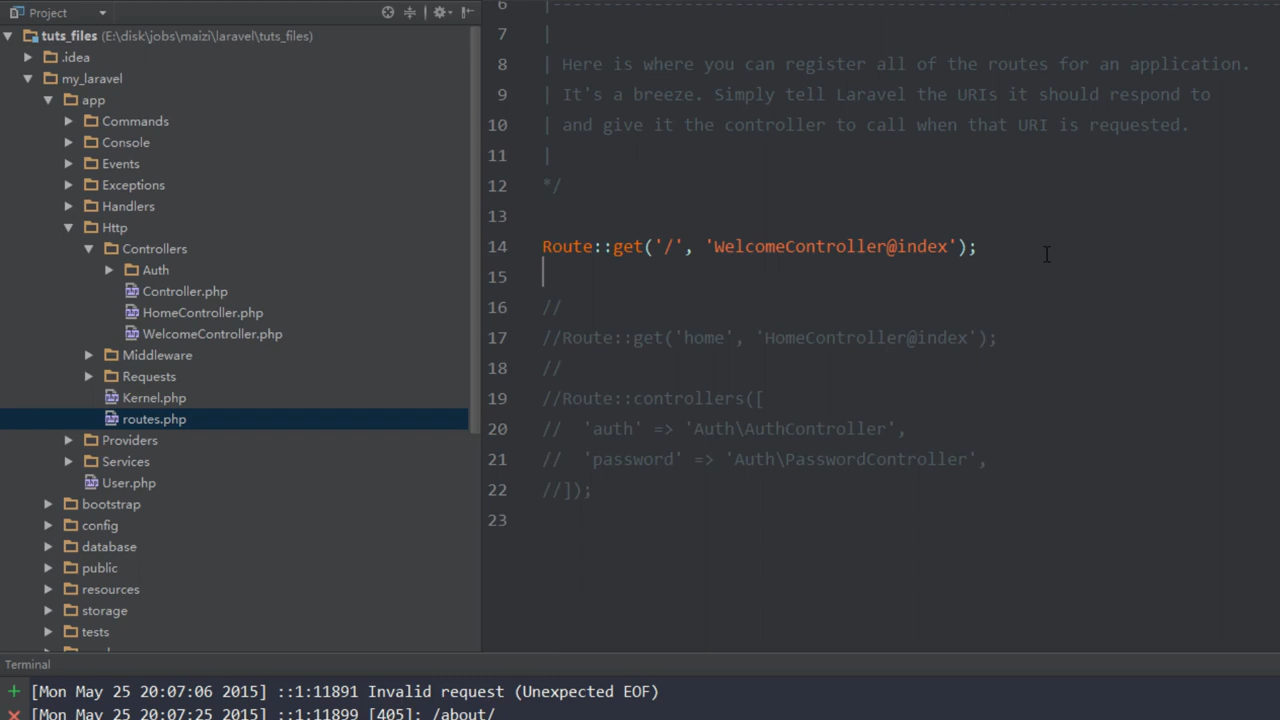 Project
tuts_files (E:\disk\jobs\maizi\laravel\tuts_files)
.idea
my_laravel
app
Commands
Console
Events
Exceptions
Handlers
Http
Controllers
Auth
Controller.php
HomeController.php
WelcomeController.php
Middleware
Requests
Kernel.php
routes.php
Providers
Services
User.php
bootstrap
config
database
public
resources
storage
tests
6 |--------------------------------------------------------------------------
7 |
8 | Here is where you can register all of the routes for an application.
9 | It's a breeze. Simply tell Laravel the URIs it should respond to
10 | and give it the controller to call when that URI is requested.
11 |
12 */
13
14 Route::get('/', 'WelcomeController@index');
15
16 //
17 //Route::get('home', 'HomeController@index');
18 //
19 //Route::controllers([
20 // 'auth' => 'Auth\AuthController',
21 // 'password' => 'Auth\PasswordController',
22 //]);
23
Terminal
[Mon May 25 20:07:06 2015] ::1:11891 Invalid request (Unexpected EOF)
[Mon May 25 20:07:25 2015] ::1:11899 [405]: /about/